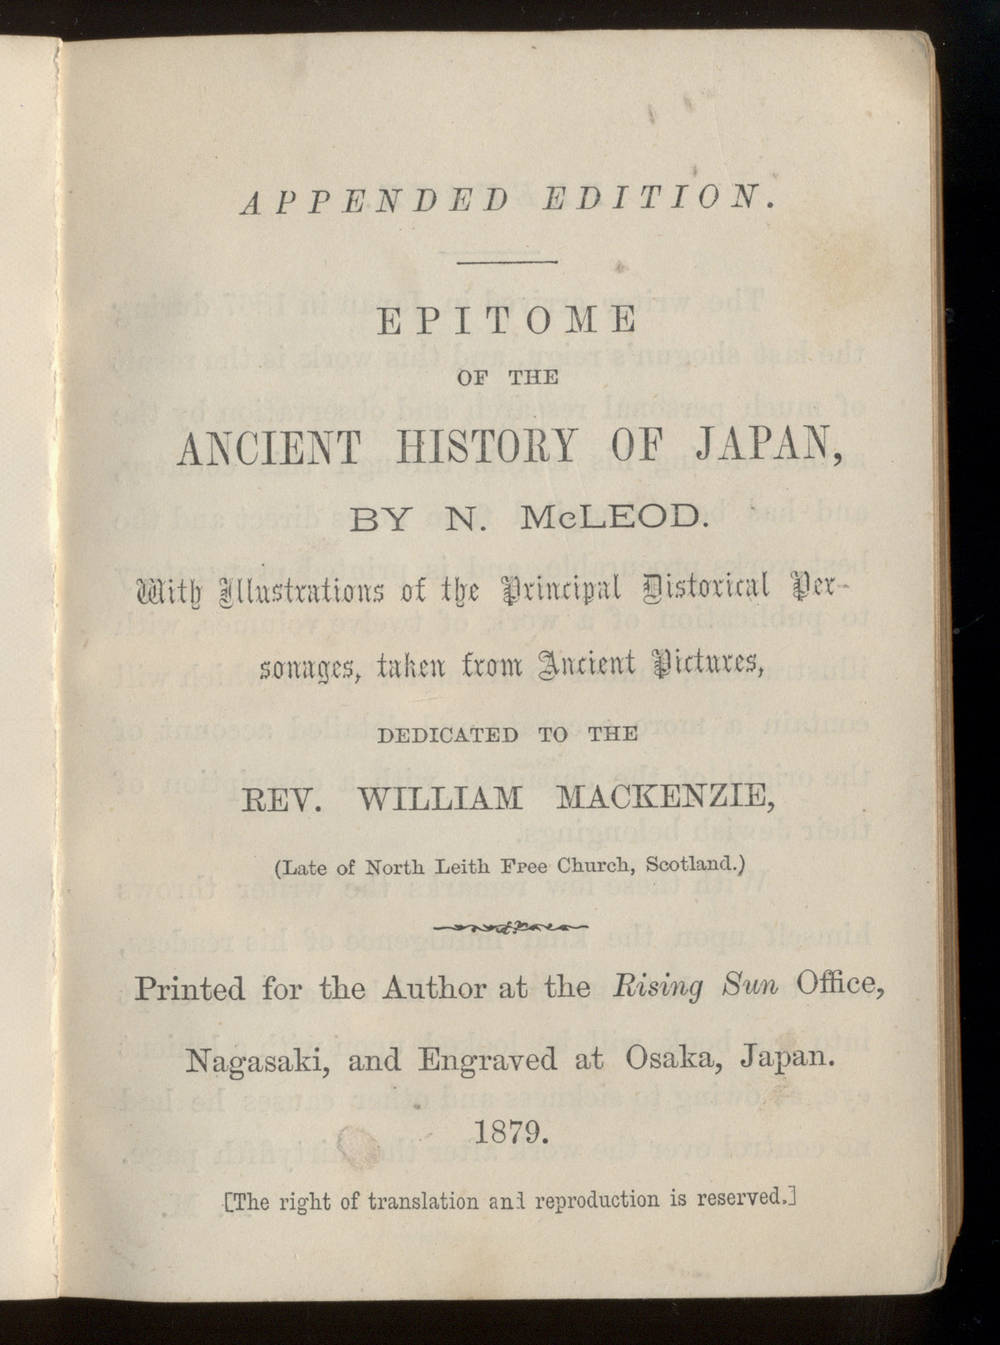 APPENDED EDITION.
EPITOME
OF THE
ANCIENT HISTORY OF JAPAN,
BY N. McLEOD.
With Illustrations of the Principal Historical Per-
sonages, taken from Ancient Pictures,
DEDICATED TO THE
REV. WILLIAM MACKENZIE,
(Late of North Leith Free Church, Scotland.)
Printed for the Author at the Rising Sun Office,
Nagasaki, and Engraved at Osaka, Japan.
1879.
[The right of translation and reproduction is reserved.]